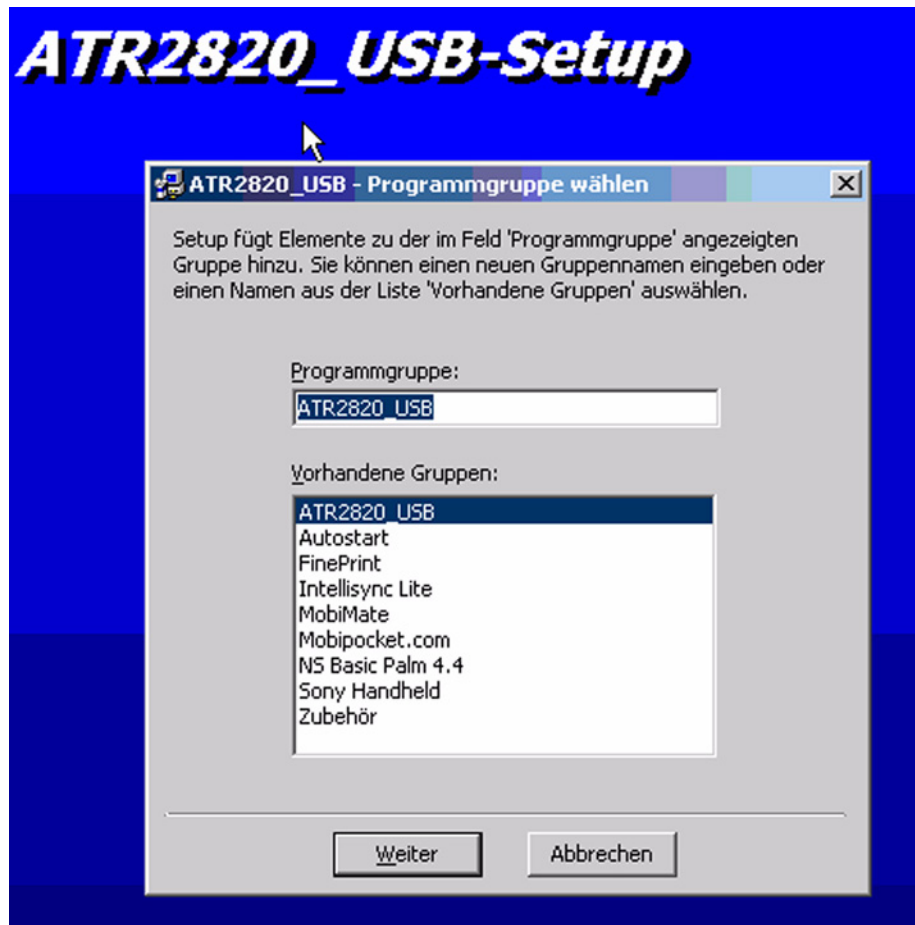 ATR2820_USB-Setup
ATR2820_USB - Programmgruppe wählen
Setup fügt Elemente zu der im Feld 'Programmgruppe' angezeigten
Gruppe hinzu. Sie können einen neuen Gruppennamen eingeben oder
einen Namen aus der Liste 'Vorhandene Gruppen' auswählen.
Programmgruppe:
ATR2820_USB
Vorhandene Gruppen:
ATR2820_USB
Autostart
FinePrint
Intellisync Lite
MobiMate
Mobipocket.com
NS Basic Palm 4.4
Sony Handheld
Zubehör
Weiter Abbrechen